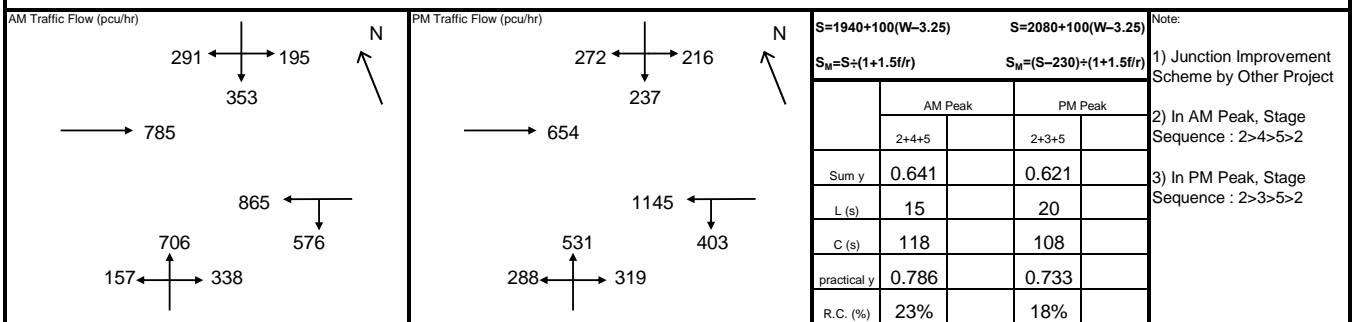 AM Traffic Flow (pcu/hr)
N
291 195
353
785
865
576
706
157 338
PM Traffic Flow (pcu/hr)
N
272 216
237
654
1145
403
531
288 319
S=1940+100(W–3.25) S=2080+100(W–3.25)
SM=S÷(1+1.5f/r) SM=(S–230)÷(1+1.5f/r)
AM Peak PM Peak
2+4+5 2+3+5
Sum y 0.641 0.621
L (s) 15 20
C (s) 118 108
practical y 0.786 0.733
R.C. (%) 23% 18%
Note:
1) Junction Improvement
Scheme by Other Project
2) In AM Peak, Stage
Sequence : 2>4>5>2
3) In PM Peak, Stage
Sequence : 2>3>5>2